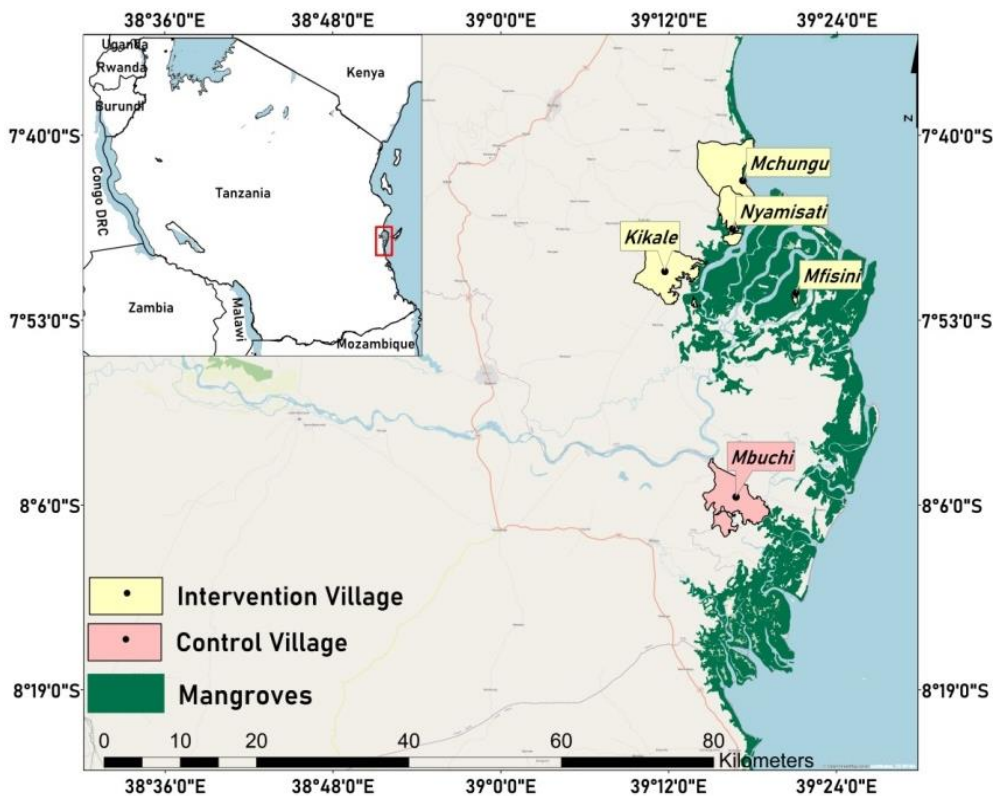 38°36'0"E 38°48'0"E 39°0'0"E 39°12'0"E 39°24'0"E
Uganda
Rwanda
Burundi
Kenya
Congo DRC
Tanzania
Zambia
Malawi
Mozambique
7°40'0"S 7°40'0"S
Z
Mchungu
Nyamisati
Kikale
Mfisini
7°53'0"S 7°53'0"S
Mbuchi
8°6'0"S 8°6'0"S
Intervention Village
Control Village
Mangroves
8°19'0"S 8°19'0"S
0 10 20 40 60 80
Kilometers
38°36'0"E 38°48'0"E 39°0'0"E 39°12'0"E 39°24'0"E